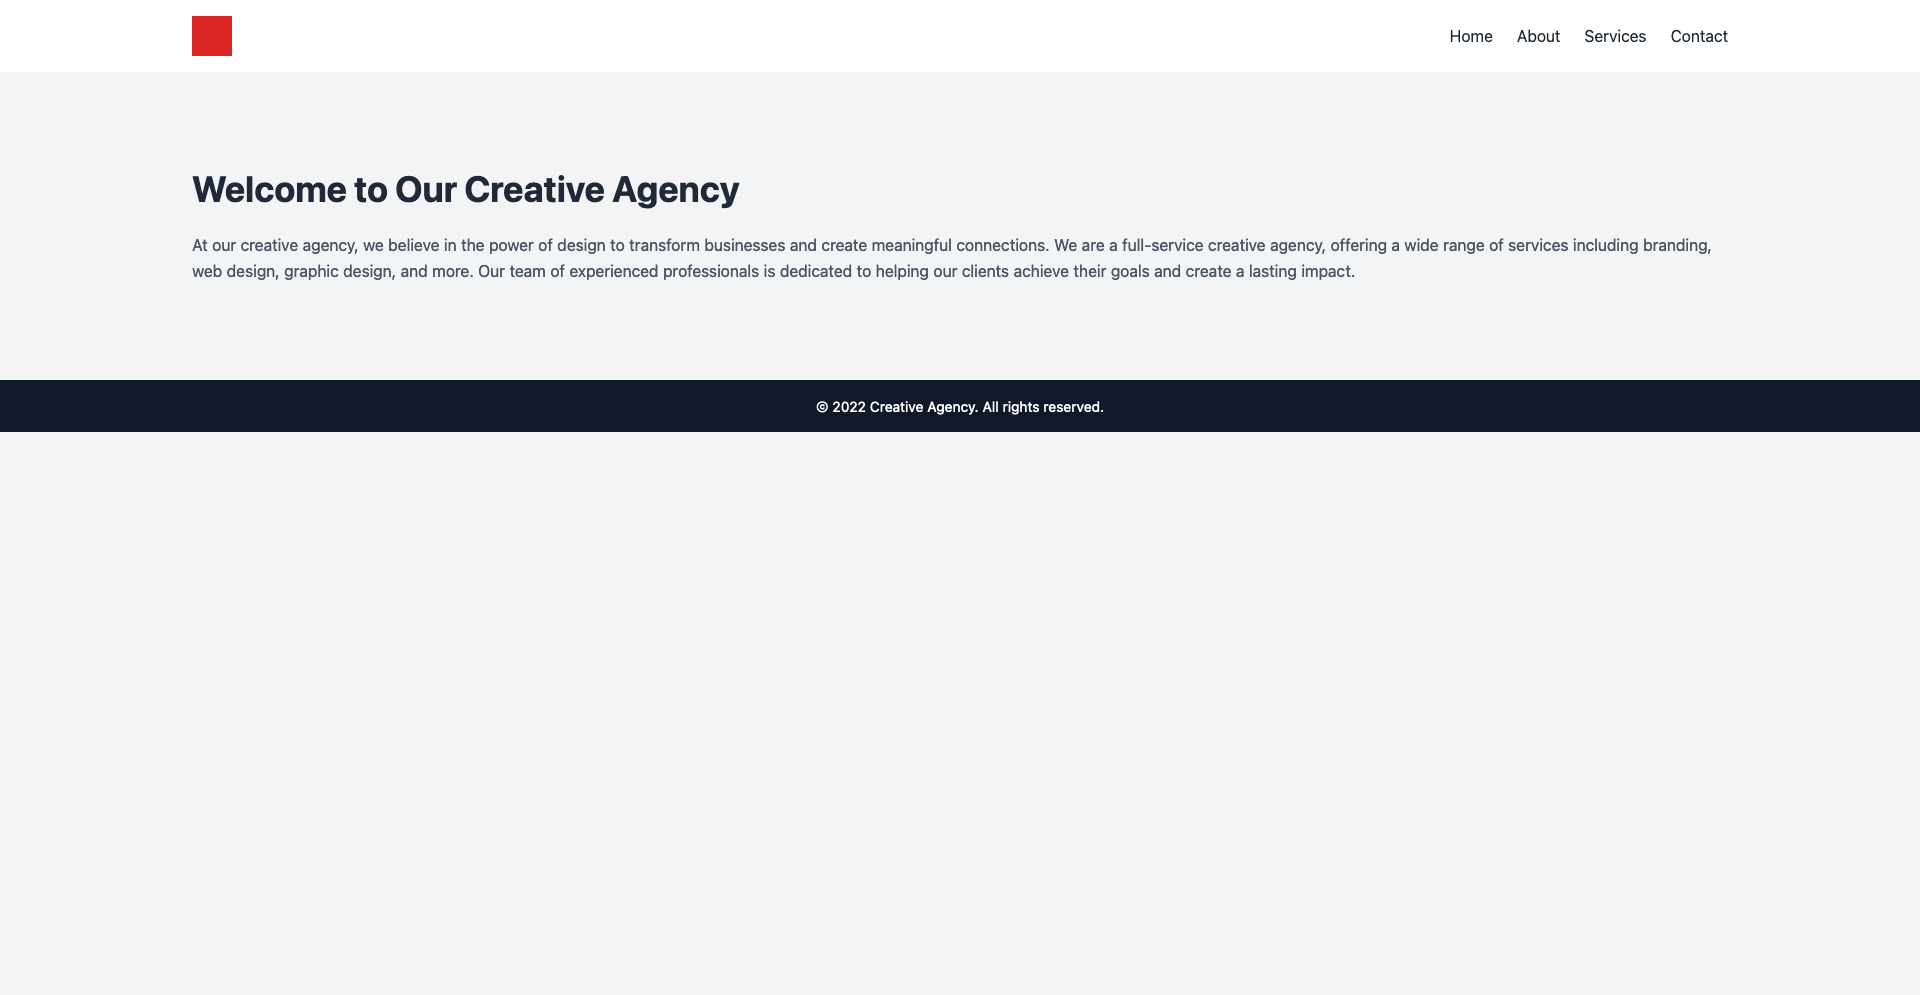 Home About Services Contact
Welcome to Our Creative Agency
At our creative agency, we believe in the power of design to transform businesses and create meaningful connections. We are a full-service creative agency, offering a wide range of services including branding,
web design, graphic design, and more. Our team of experienced professionals is dedicated to helping our clients achieve their goals and create a lasting impact.
© 2022 Creative Agency. All rights reserved.